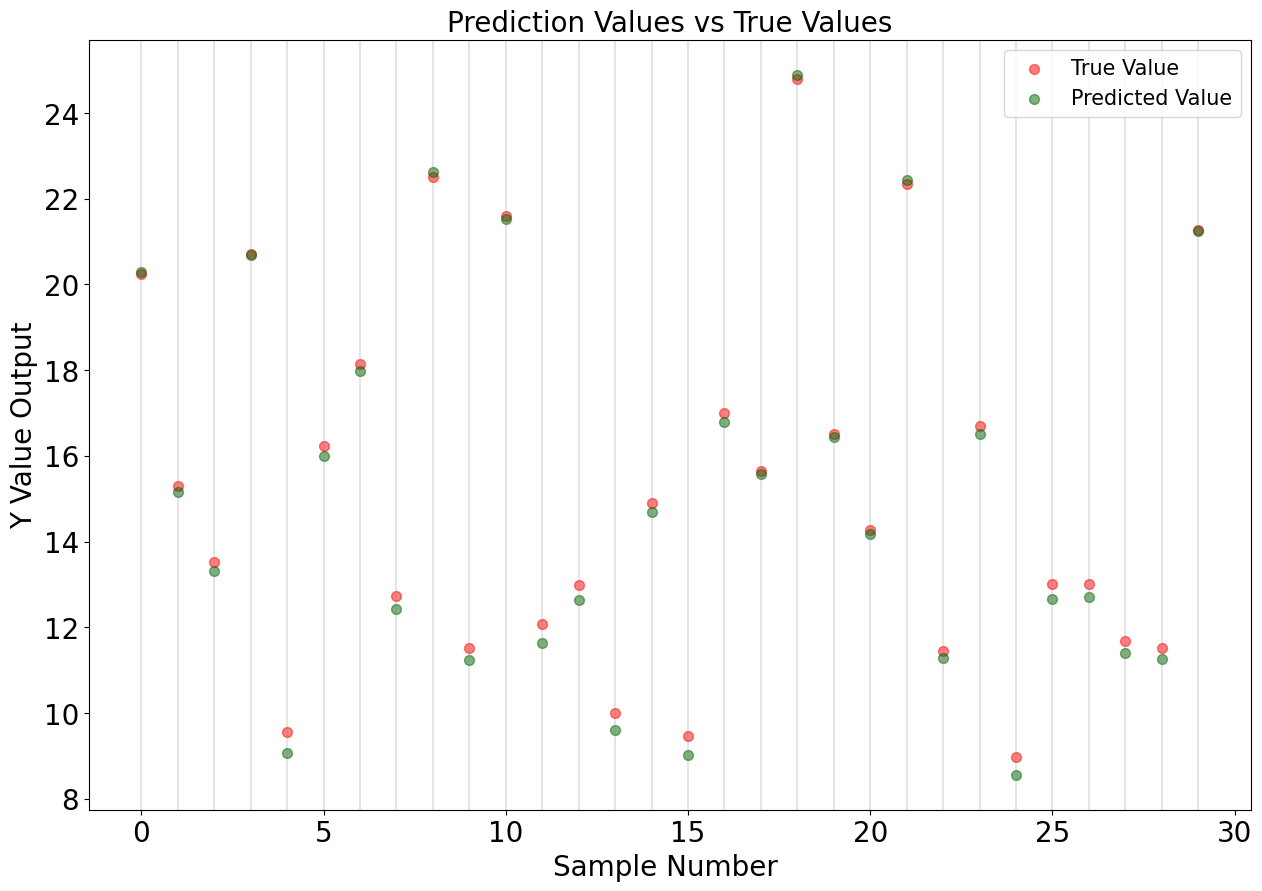 Prediction Values vs True Values
True Value
Predicted Value
24
22
20
18
16
14
12
10
8
Y Value Output
0 5 10 15 20 25 30
Sample Number